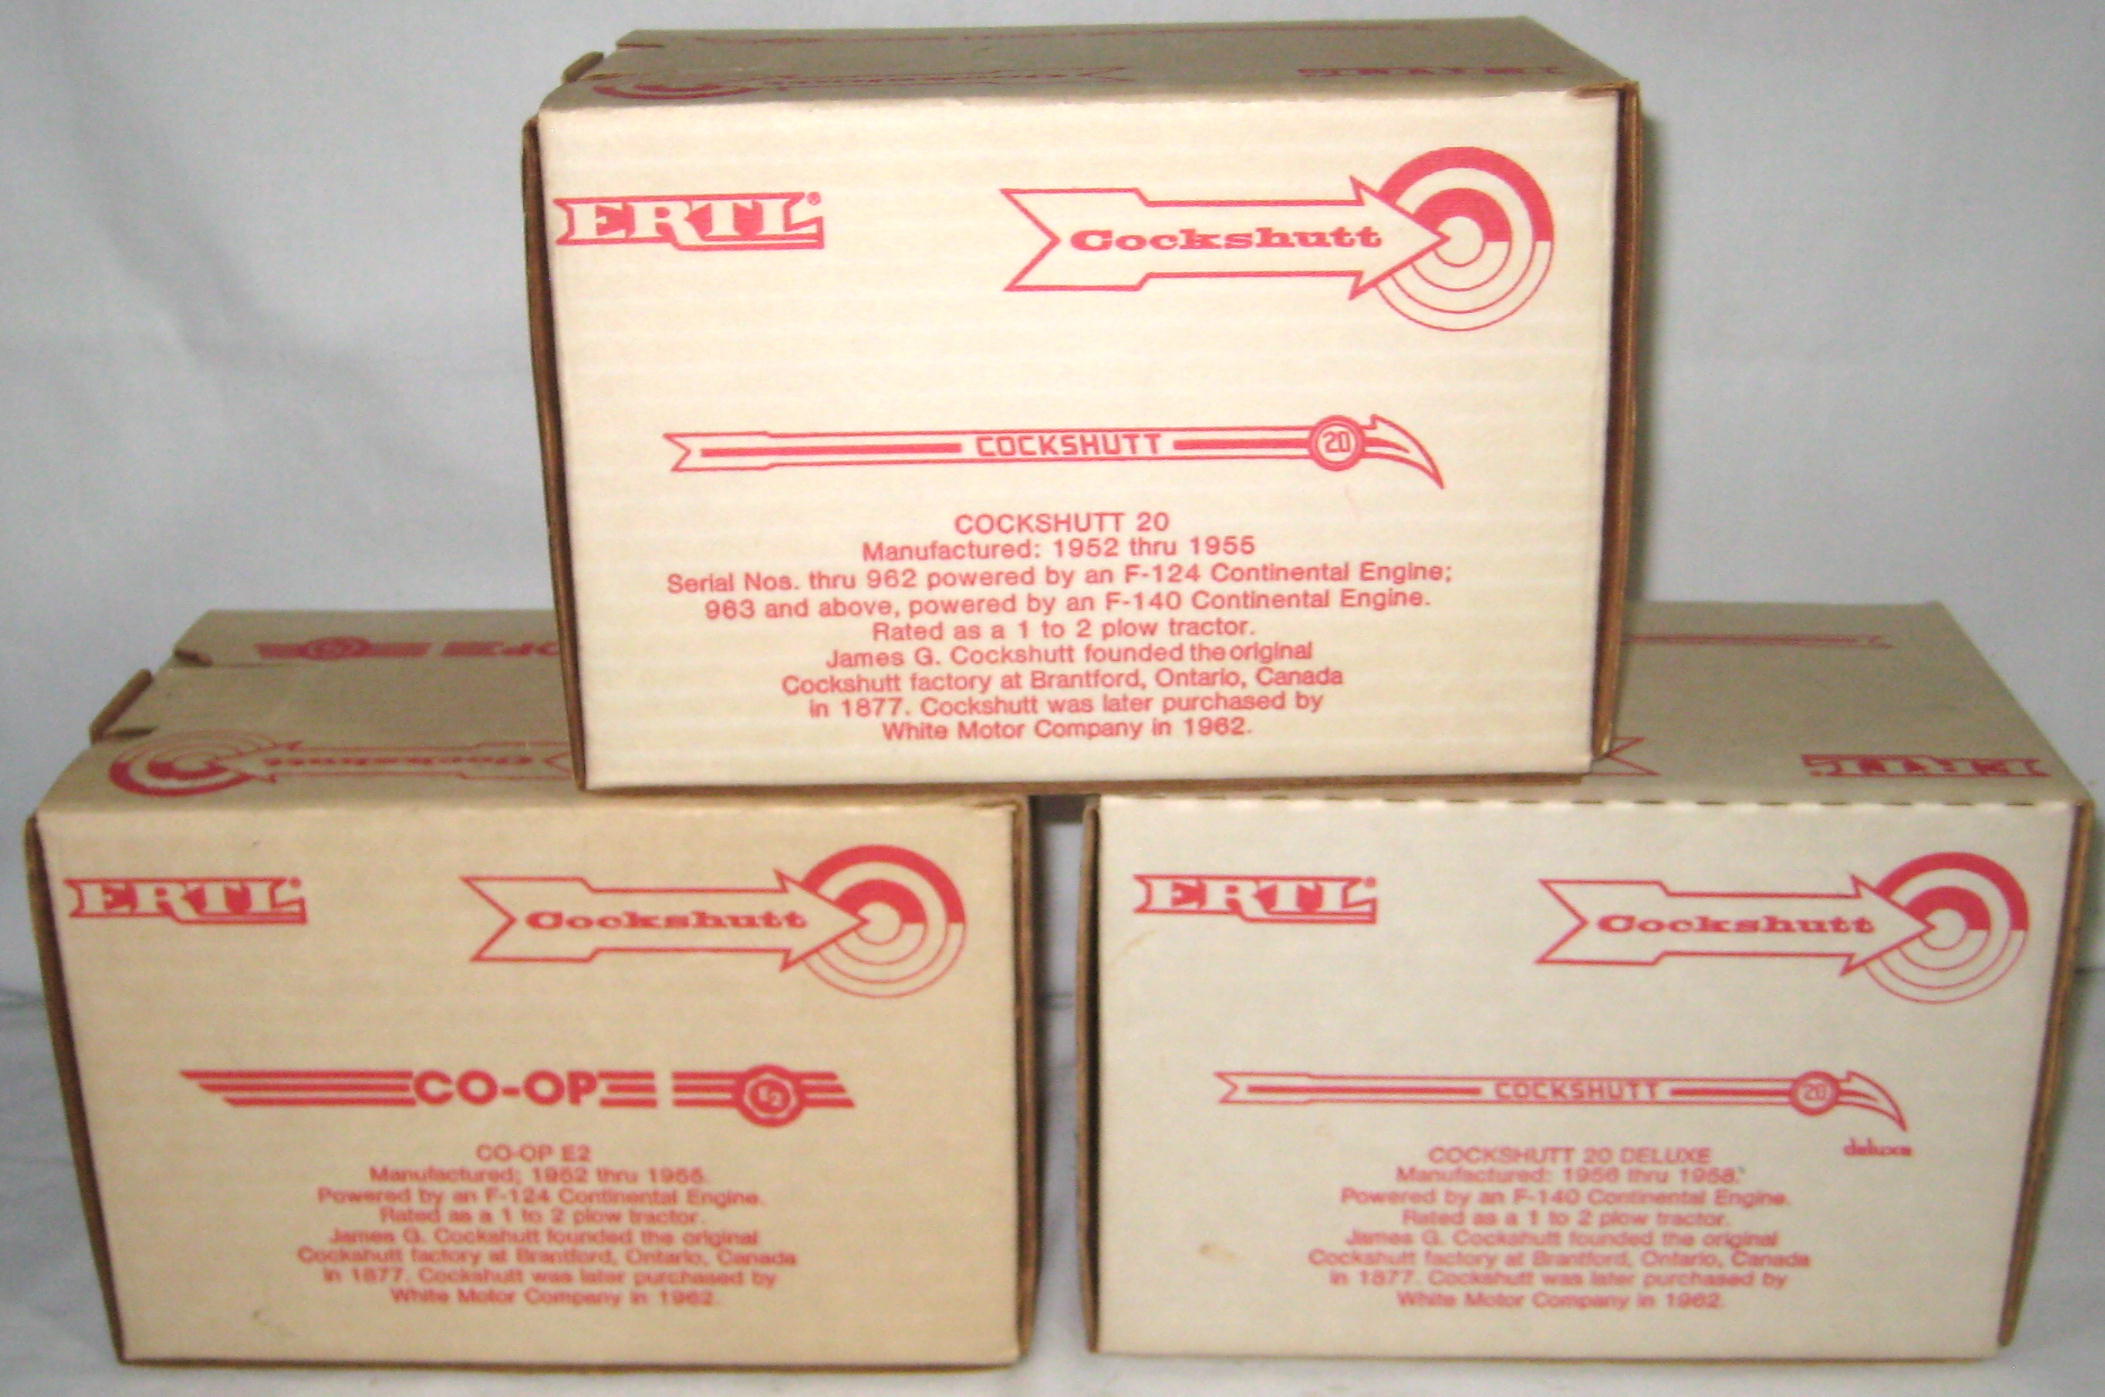 ERTL®
Cockshutt
COCKSHUTT 20
COCKSHUTT 20
Manufactured: 1952 thru 1955
Serial Nos. thru 962 powered by an F-124 Continental Engine;
963 and above, powered by an F-140 Continental Engine.
Rated as a 1 to 2 plow tractor.
James G. Cockshutt founded the original
Cockshutt factory at Brantford, Ontario, Canada
in 1877. Cockshutt was later purchased by
White Motor Company in 1962.
Cockshutt
ERTL®
Cockshutt
CO-OP E2
CO-OP E2
Manufactured; 1952 thru 1955.
Powered by an F-124 Continental Engine.
Rated as a 1 to 2 plow tractor.
James G. Cockshutt founded the original
Cockshutt factory at Brantford, Ontario, Canada
in 1877. Cockshutt was later purchased by
White Motor Company in 1962.
ERTL
ERTL®
Cockshutt
COCKSHUTT 20
deluxe
COCKSHUTT 20 DELUXE
Manufactured: 1956 thru 1958.
Powered by an F-140 Continental Engine.
Rated as a 1 to 2 plow tractor.
James G. Cockshutt founded the original
Cockshutt factory at Brantford, Ontario, Canada
in 1877. Cockshutt was later purchased by
White Motor Company in 1962.